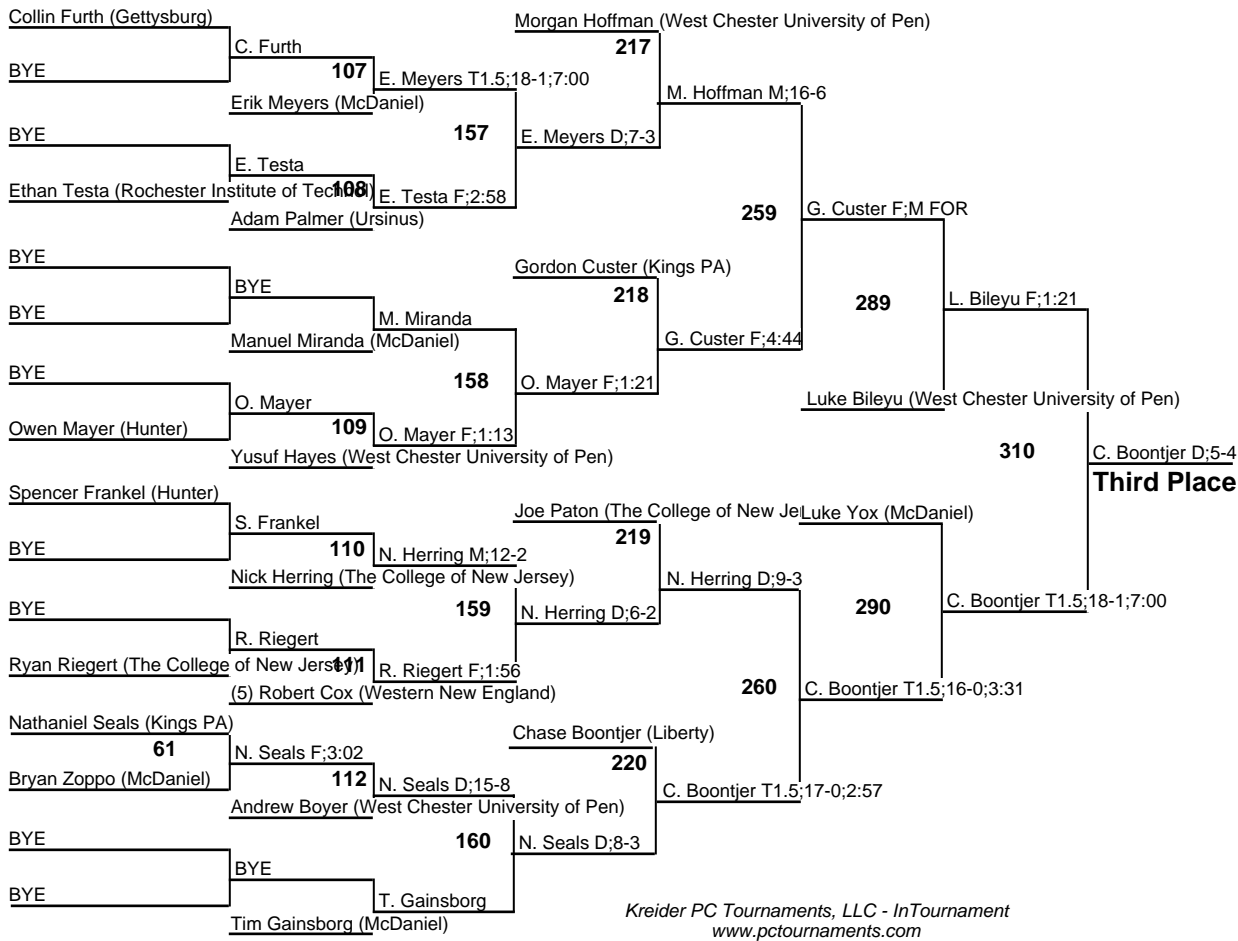 Collin Furth (Gettysburg)
Morgan Hoffman (West Chester University of Pen)
C. Furth
217
BYE
107
E. Meyers T1.5;18-1;7:00
M. Hoffman M;16-6
Erik Meyers (McDaniel)
BYE
157
E. Meyers D;7-3
E. Testa
Ethan Testa (Rochester Institute of Technol)
108
E. Testa F;2:58
Adam Palmer (Ursinus)
259
G. Custer F;M FOR
BYE
Gordon Custer (Kings PA)
BYE
218
289
L. Bileyu F;1:21
BYE
M. Miranda
Manuel Miranda (McDaniel)
G. Custer F;4:44
BYE
158
O. Mayer F;1:21
O. Mayer
Luke Bileyu (West Chester University of Pen)
Owen Mayer (Hunter)
109
O. Mayer F;1:13
Yusuf Hayes (West Chester University of Pen)
310
C. Boontjer D;5-4
Third Place
Spencer Frankel (Hunter)
Joe Paton (The College of New Je
Luke Yox (McDaniel)
S. Frankel
219
BYE
110
N. Herring M;12-2
Nick Herring (The College of New Jersey)
N. Herring D;9-3
BYE
159
N. Herring D;6-2
290
C. Boontjer T1.5;18-1;7:00
R. Riegert
Ryan Riegert (The College of New Jersey)
111
R. Riegert F;1:56
(5) Robert Cox (Western New England)
260
C. Boontjer T1.5;16-0;3:31
Nathaniel Seals (Kings PA)
61
N. Seals F;3:02
Chase Boontjer (Liberty)
220
Bryan Zoppo (McDaniel)
112
N. Seals D;15-8
C. Boontjer T1.5;17-0;2:57
Andrew Boyer (West Chester University of Pen)
BYE
160
N. Seals D;8-3
BYE
BYE
T. Gainsborg
Tim Gainsborg (McDaniel)
Kreider PC Tournaments, LLC - InTournament
www.pctournaments.com